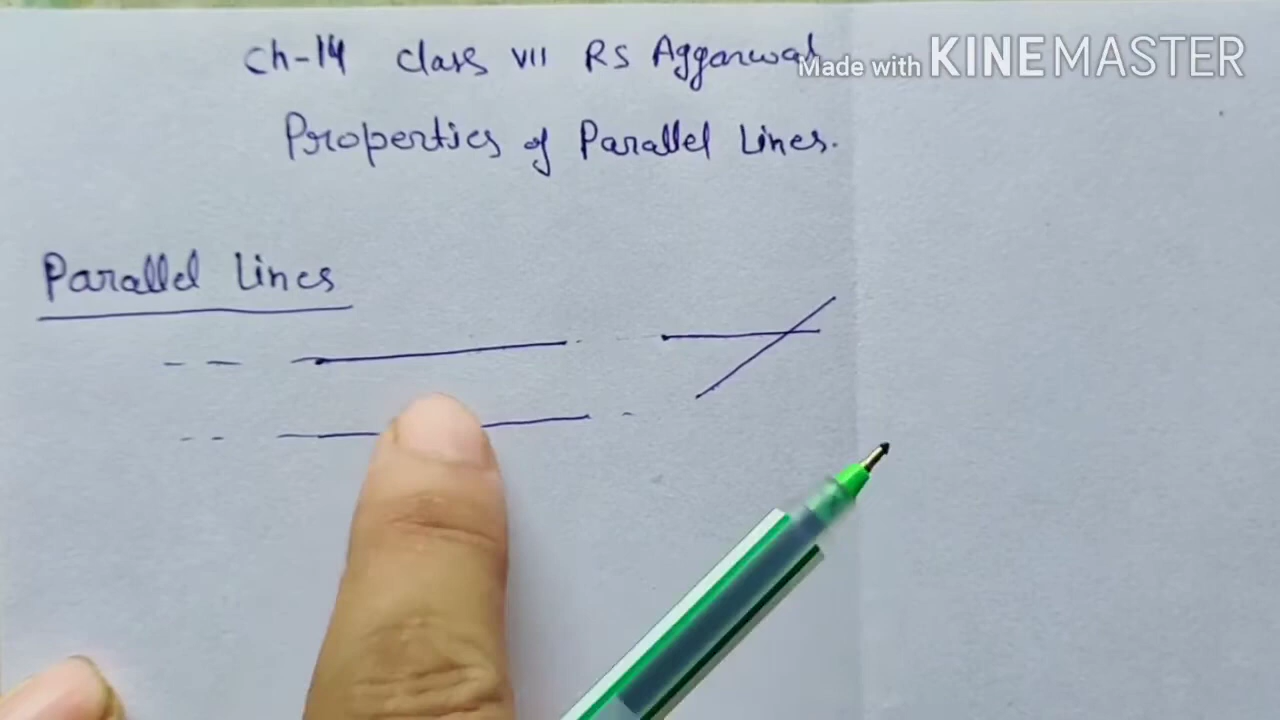 Ch-14 Class VII RS Aggarwal
Made with KINEMASTER
Properties of Parallel Lines.
Parallel Lines